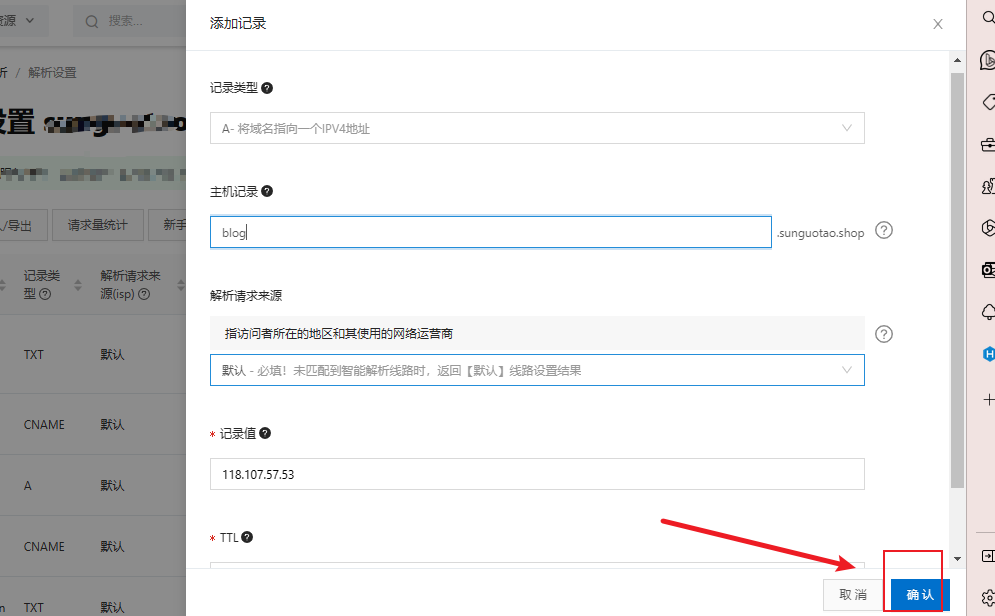 资源
搜索...
添加记录
析 / 解析设置
设置
记录类型
A- 将域名指向一个IPV4地址
主机记录
blog
.sunguotao.shop
入/导出
请求量统计
新手
解析请求来源
指访问者所在的地区和其使用的网络运营商
默认 - 必填！未匹配到智能解析线路时，返回【默认】线路设置结果
记录类型
解析请求来源(isp)
TXT 默认
CNAME 默认
A 默认
CNAME 默认
TXT 默认
* 记录值
118.107.57.53
* TTL
取 消
确 认